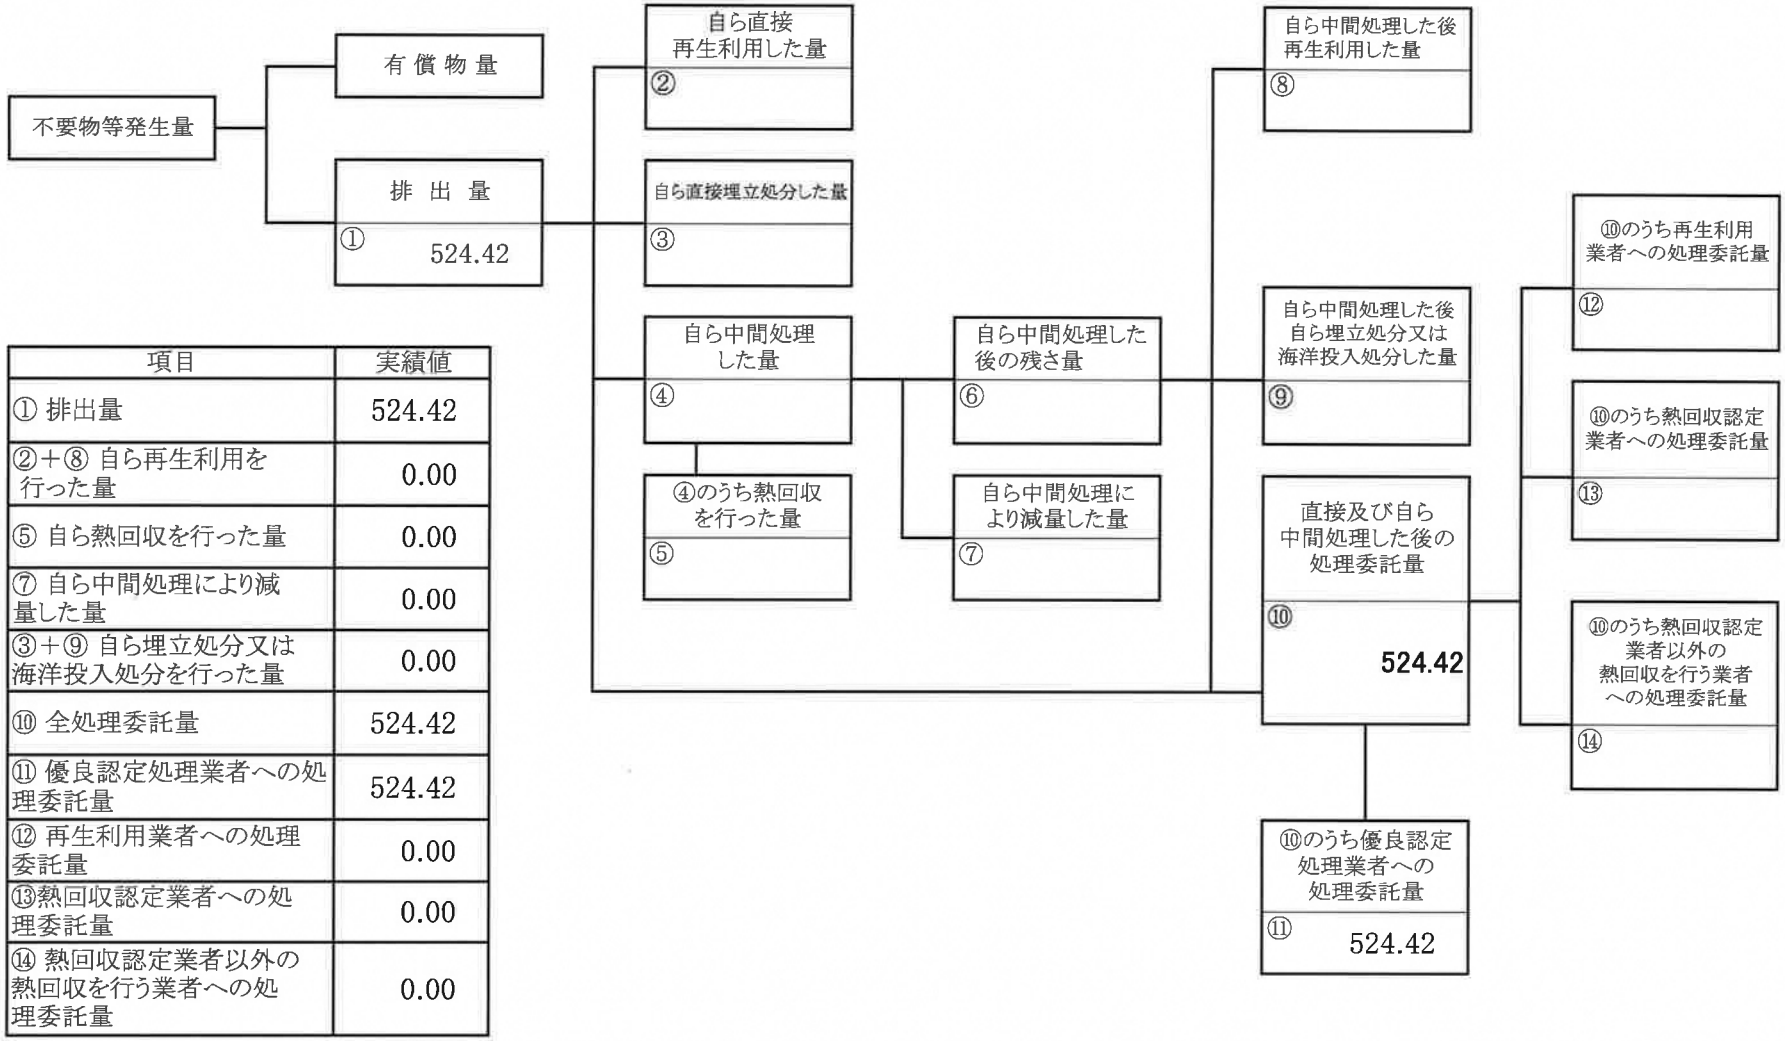 不要物等発生量
有償物量
排出量
①
524.42
自ら直接
再生利用した量
②
自ら直接埋立処分した量
③
自ら中間処理
した量
④
④のうち熱回収
を行った量
⑤
自ら中間処理した
後の残さ量
⑥
自ら中間処理に
より減量した量
⑦
自ら中間処理した後
再生利用した量
⑧
自ら中間処理した後
自ら埋立処分又は
海洋投入処分した量
⑨
直接及び自ら
中間処理した後の
処理委託量
⑩
524.42
⑩のうち優良認定
処理業者への
処理委託量
⑪
524.42
⑩のうち再生利用
業者への処理委託量
⑫
⑩のうち熱回収認定
業者への処理委託量
⑬
⑩のうち熱回収認定
業者以外の
熱回収を行う業者
への処理委託量
⑭
項目 実績値
① 排出量 524.42
②+⑧ 自ら再生利用を
行った量 0.00
⑤ 自ら熱回収を行った量 0.00
⑦ 自ら中間処理により減
量した量 0.00
③+⑨ 自ら埋立処分又は
海洋投入処分を行った量 0.00
⑩ 全処理委託量 524.42
⑪ 優良認定処理業者への処
理委託量 524.42
⑫ 再生利用業者への処理
委託量 0.00
⑬熱回収認定業者への処
理委託量 0.00
⑭ 熱回収認定業者以外の
熱回収を行う業者への処
理委託量 0.00